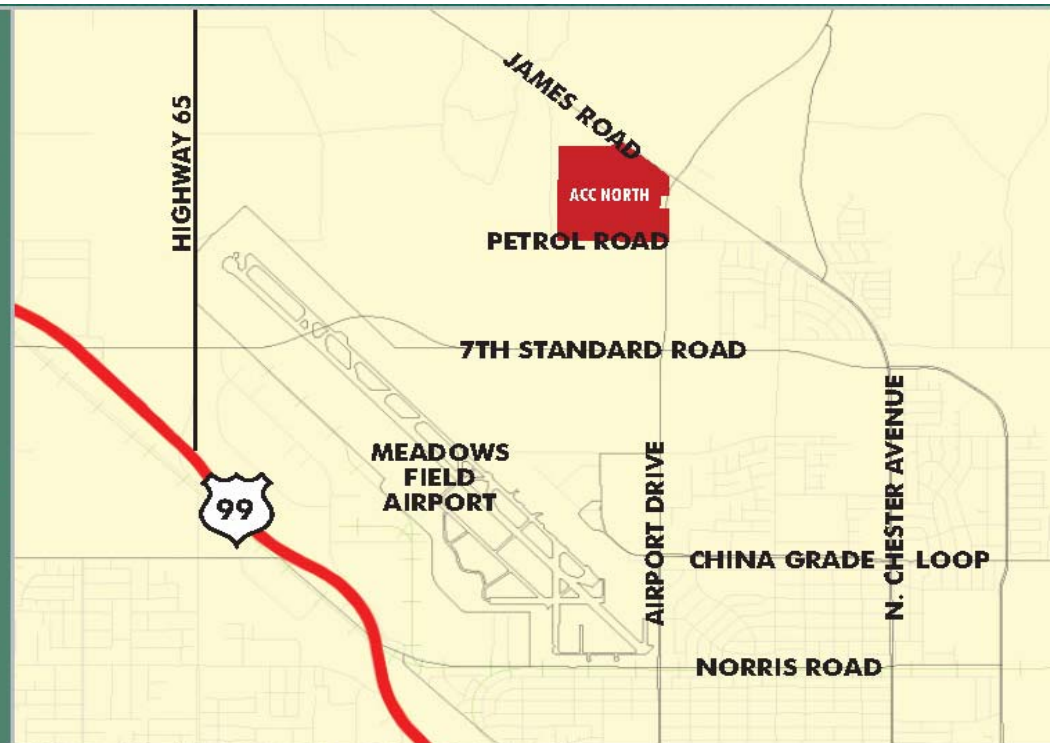 JAMES ROAD
HIGHWAY 65
ACC NORTH
PETROL ROAD
7TH STANDARD ROAD
MEADOWS
FIELD
AIRPORT
99
AIRPORT DRIVE
N. CHESTER AVENUE
CHINA GRADE LOOP
NORRIS ROAD